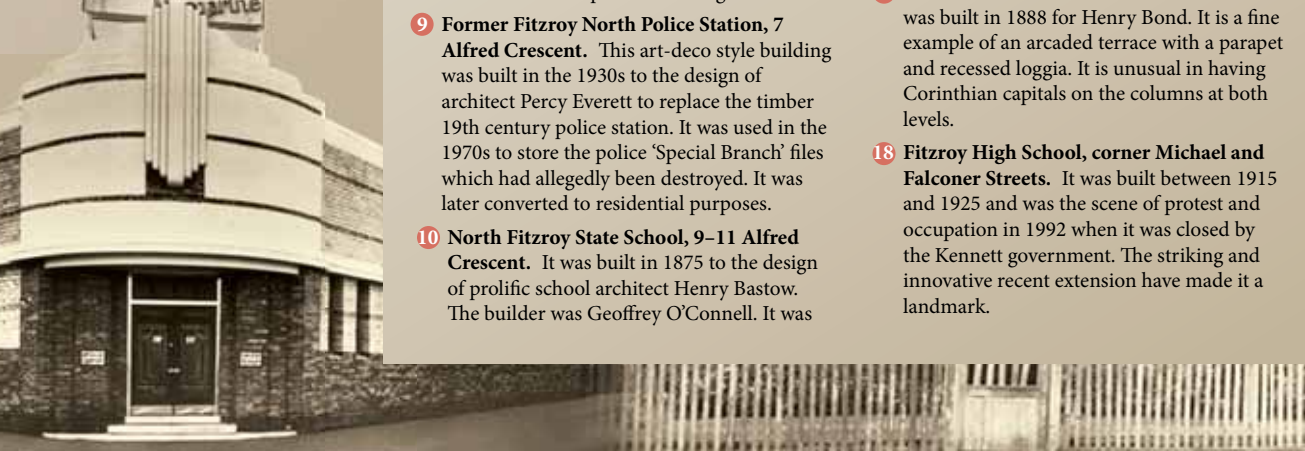 9 Former Fitzroy North Police Station, 7
Alfred Crescent. This art-deco style building
was built in the 1930s to the design of
architect Percy Everett to replace the timber
19th century police station. It was used in the
1970s to store the police ‘Special Branch’ files
which had allegedly been destroyed. It was
later converted to residential purposes.
10 North Fitzroy State School, 9–11 Alfred
Crescent. It was built in 1875 to the design
of prolific school architect Henry Bastow.
The builder was Geoffrey O’Connell. It was
was built in 1888 for Henry Bond. It is a fine
example of an arcaded terrace with a parapet
and recessed loggia. It is unusual in having
Corinthian capitals on the columns at both
levels.
18 Fitzroy High School, corner Michael and
Falconer Streets. It was built between 1915
and 1925 and was the scene of protest and
occupation in 1992 when it was closed by
the Kennett government. The striking and
innovative recent extension have made it a
landmark.